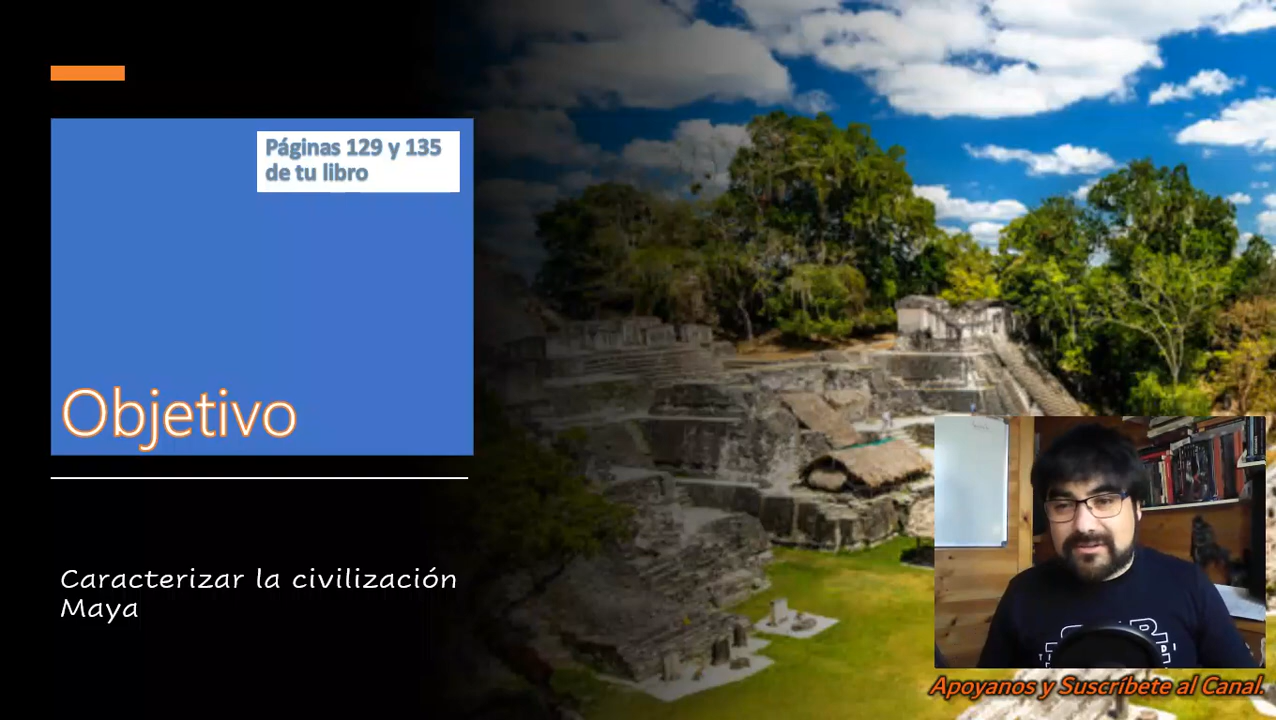 Páginas 129 y 135
de tu libro
Objetivo
Caracterizar la civilización
Maya
Apoyanos y Suscríbete al Canal.